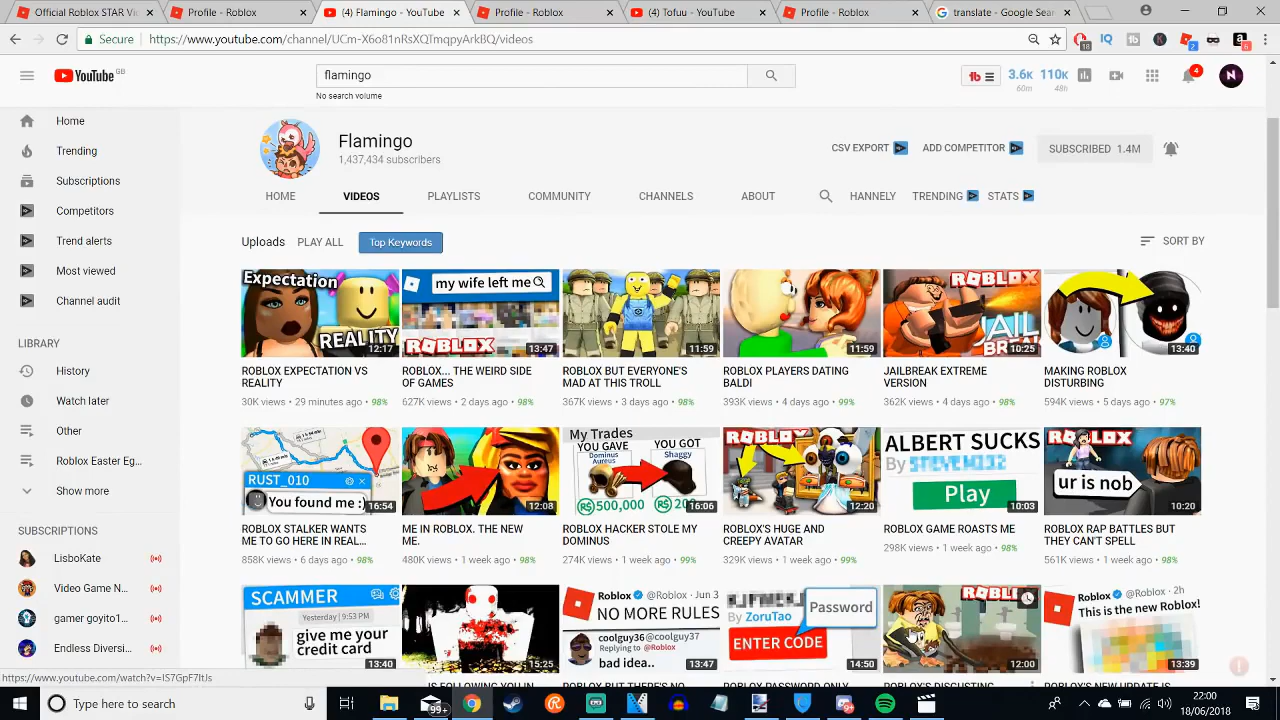 Official Roblox STAR Vi
Profile - Roblox
(4) Flamingo - YouTube
Profile - Roblox
(4) Tofuu - YouTube
Profile - Roblox
translate - Google Sear
Secure
https://www.youtube.com/channel/UCm-X6o81nRsXQTmqpyArkBQ/videos
18
2
6
YouTube GB
flamingo
No search volume
tb
3.6K
60m
110K
48h
4
N
Home
Trending
Subscriptions
Competitors
Trend alerts
Most viewed
Channel audit
LIBRARY
History
Watch later
Other
Roblox Easter Eg...
Show more
SUBSCRIPTIONS
LisboKate
Video Game N...
gamer goyito1...
Flamingo
1,437,434 subscribers
CSV EXPORT
ADD COMPETITOR
SUBSCRIBED 1.4M
HOME
VIDEOS
PLAYLISTS
COMMUNITY
CHANNELS
ABOUT
HANNELY
TRENDING
STATS
Uploads
PLAY ALL
Top Keywords
SORT BY
Expectation
REALITY
12:17
my wife left me
ROBLOX
13:47
11:59
11:59
ROBLOX
JAIL
BREAK
10:25
13:40
ROBLOX EXPECTATION VS
REALITY
30K views • 29 minutes ago • 98%
ROBLOX... THE WEIRD SIDE
OF GAMES
627K views • 2 days ago • 98%
ROBLOX BUT EVERYONE'S
MAD AT THIS TROLL
367K views • 3 days ago • 98%
ROBLOX PLAYERS DATING
BALDI
393K views • 4 days ago • 99%
JAILBREAK EXTREME
VERSION
362K views • 4 days ago • 98%
MAKING ROBLOX
DISTURBING
594K views • 5 days ago • 97%
RUST_010
You found me :)
16:54
12:08
My Trades
YOU GAVE
YOU GOT
Dominus
Aureus
Shaggy
R$ 500,000
R$ 20
16:06
ROBLOX
12:20
ALBERT SUCKS
By
Play
10:03
ROBLOX
ur is nob
10:20
ROBLOX STALKER WANTS
ME TO GO HERE IN REAL...
858K views • 6 days ago • 98%
ME IN ROBLOX. THE NEW
ME.
480K views • 1 week ago • 98%
ROBLOX HACKER STOLE MY
DOMINUS
274K views • 1 week ago • 99%
ROBLOX'S HUGE AND
CREEPY AVATAR
329K views • 1 week ago • 99%
ROBLOX GAME ROASTS ME
298K views • 1 week ago • 98%
ROBLOX RAP BATTLES BUT
THEY CAN'T SPELL
561K views • 1 week ago • 98%
SCAMMER
Yesterday | 9:53 PM
give me your
credit card
13:40
15:25
Roblox @Roblox · Jun 3
NO MORE RULES
coolguy36 @coolguy37
Replying to @Roblox
bad idea..
13:47
By ZoruTao
Password
ENTER CODE
14:50
ROBLOX
12:00
Roblox @Roblox · 2h
This is the new Roblox!
13:39
https://www.youtube.com/watch?v=IS7GpF7ItJs
Type here to search
99+
22:00
18/06/2018